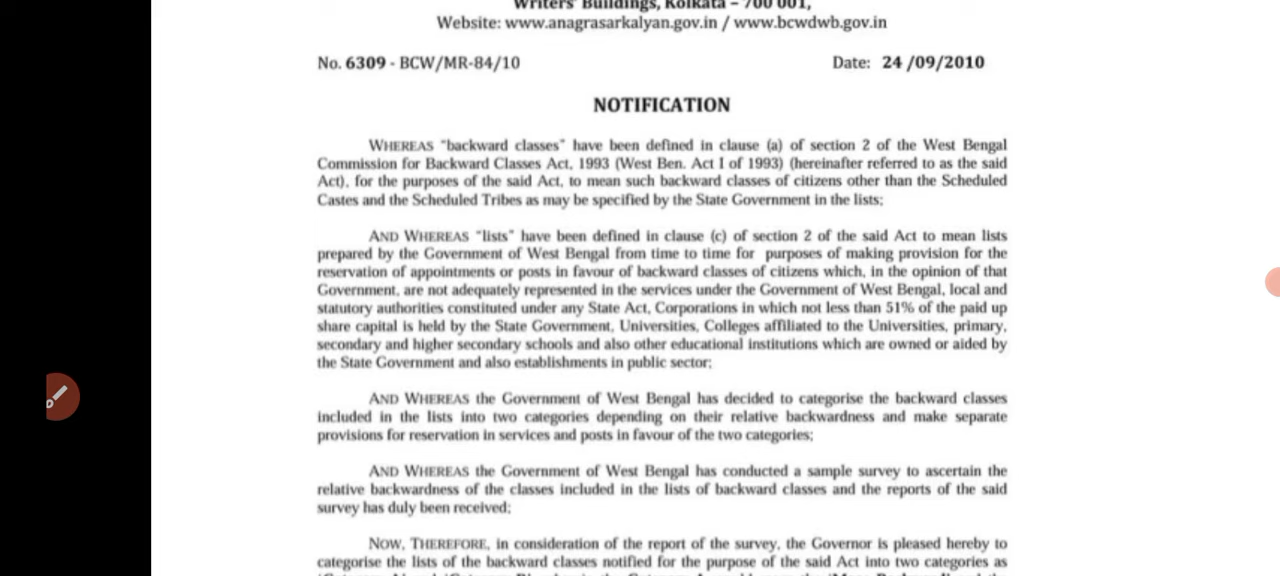 Writers' Buildings, Kolkata – 700 001,
Website: www.anagrasarkalyan.gov.in / www.bcwdwb.gov.in
No. 6309 - BCW/MR-84/10 Date: 24 /09/2010
NOTIFICATION
WHEREAS "backward classes" have been defined in clause (a) of section 2 of the West Bengal
Commission for Backward Classes Act, 1993 (West Ben. Act I of 1993) (hereinafter referred to as the said
Act), for the purposes of the said Act, to mean such backward classes of citizens other than the Scheduled
Castes and the Scheduled Tribes as may be specified by the State Government in the lists;
AND WHEREAS "lists" have been defined in clause (c) of section 2 of the said Act to mean lists
prepared by the Government of West Bengal from time to time for purposes of making provision for the
reservation of appointments or posts in favour of backward classes of citizens which, in the opinion of that
Government, are not adequately represented in the services under the Government of West Bengal, local and
statutory authorities constituted under any State Act, Corporations in which not less than 51% of the paid up
share capital is held by the State Government, Universities, Colleges affiliated to the Universities, primary,
secondary and higher secondary schools and also other educational institutions which are owned or aided by
the State Government and also establishments in public sector;
AND WHEREAS the Government of West Bengal has decided to categorise the backward classes
included in the lists into two categories depending on their relative backwardness and make separate
provisions for reservation in services and posts in favour of the two categories;
AND WHEREAS the Government of West Bengal has conducted a sample survey to ascertain the
relative backwardness of the classes included in the lists of backward classes and the reports of the said
survey has duly been received;
NOW, THEREFORE, in consideration of the report of the survey, the Governor is pleased hereby to
categorise the lists of the backward classes notified for the purpose of the said Act into two categories as